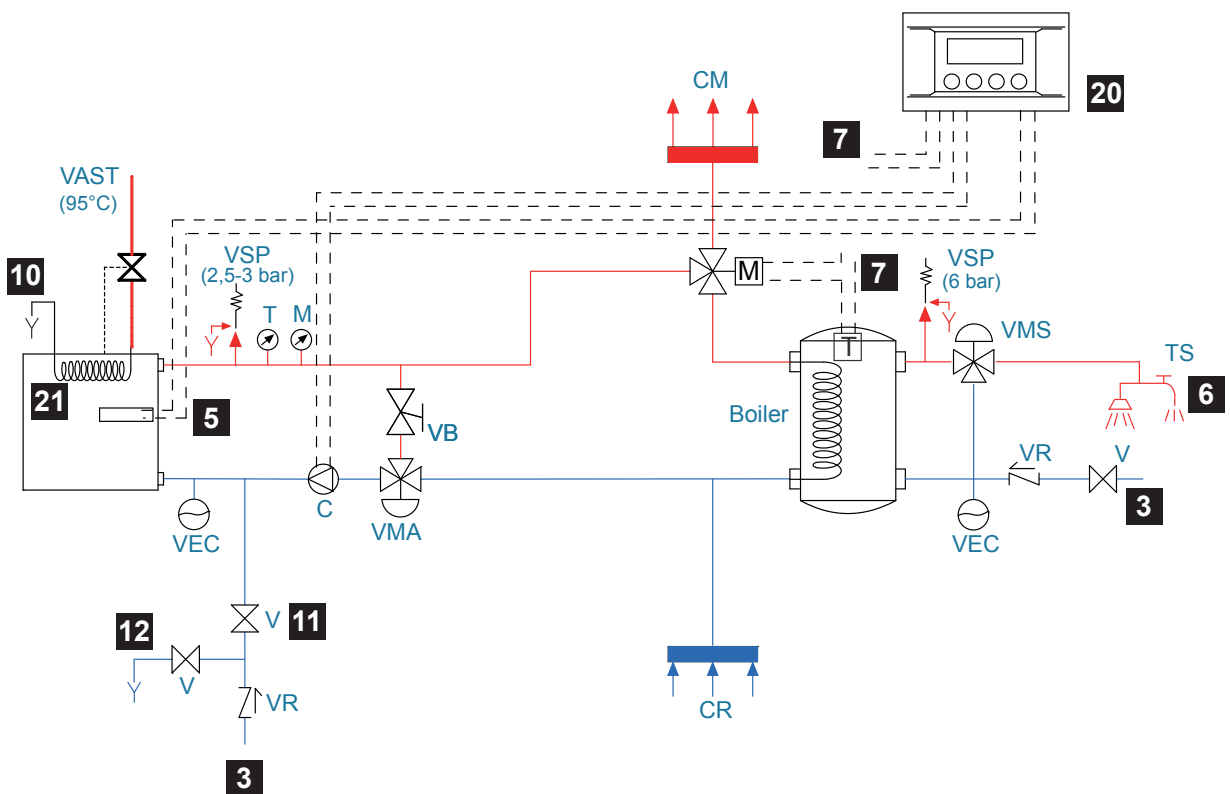 CM
20
7
VAST
(95°C)
VSP
(2,5-3 bar)
10
T
M
M
7
VSP
(6 bar)
VMS
TS
6
T
21
5
VB
Boiler
VR
V
3
C
VMA
VEC
VEC
V
11
12
V
VR
CR
3